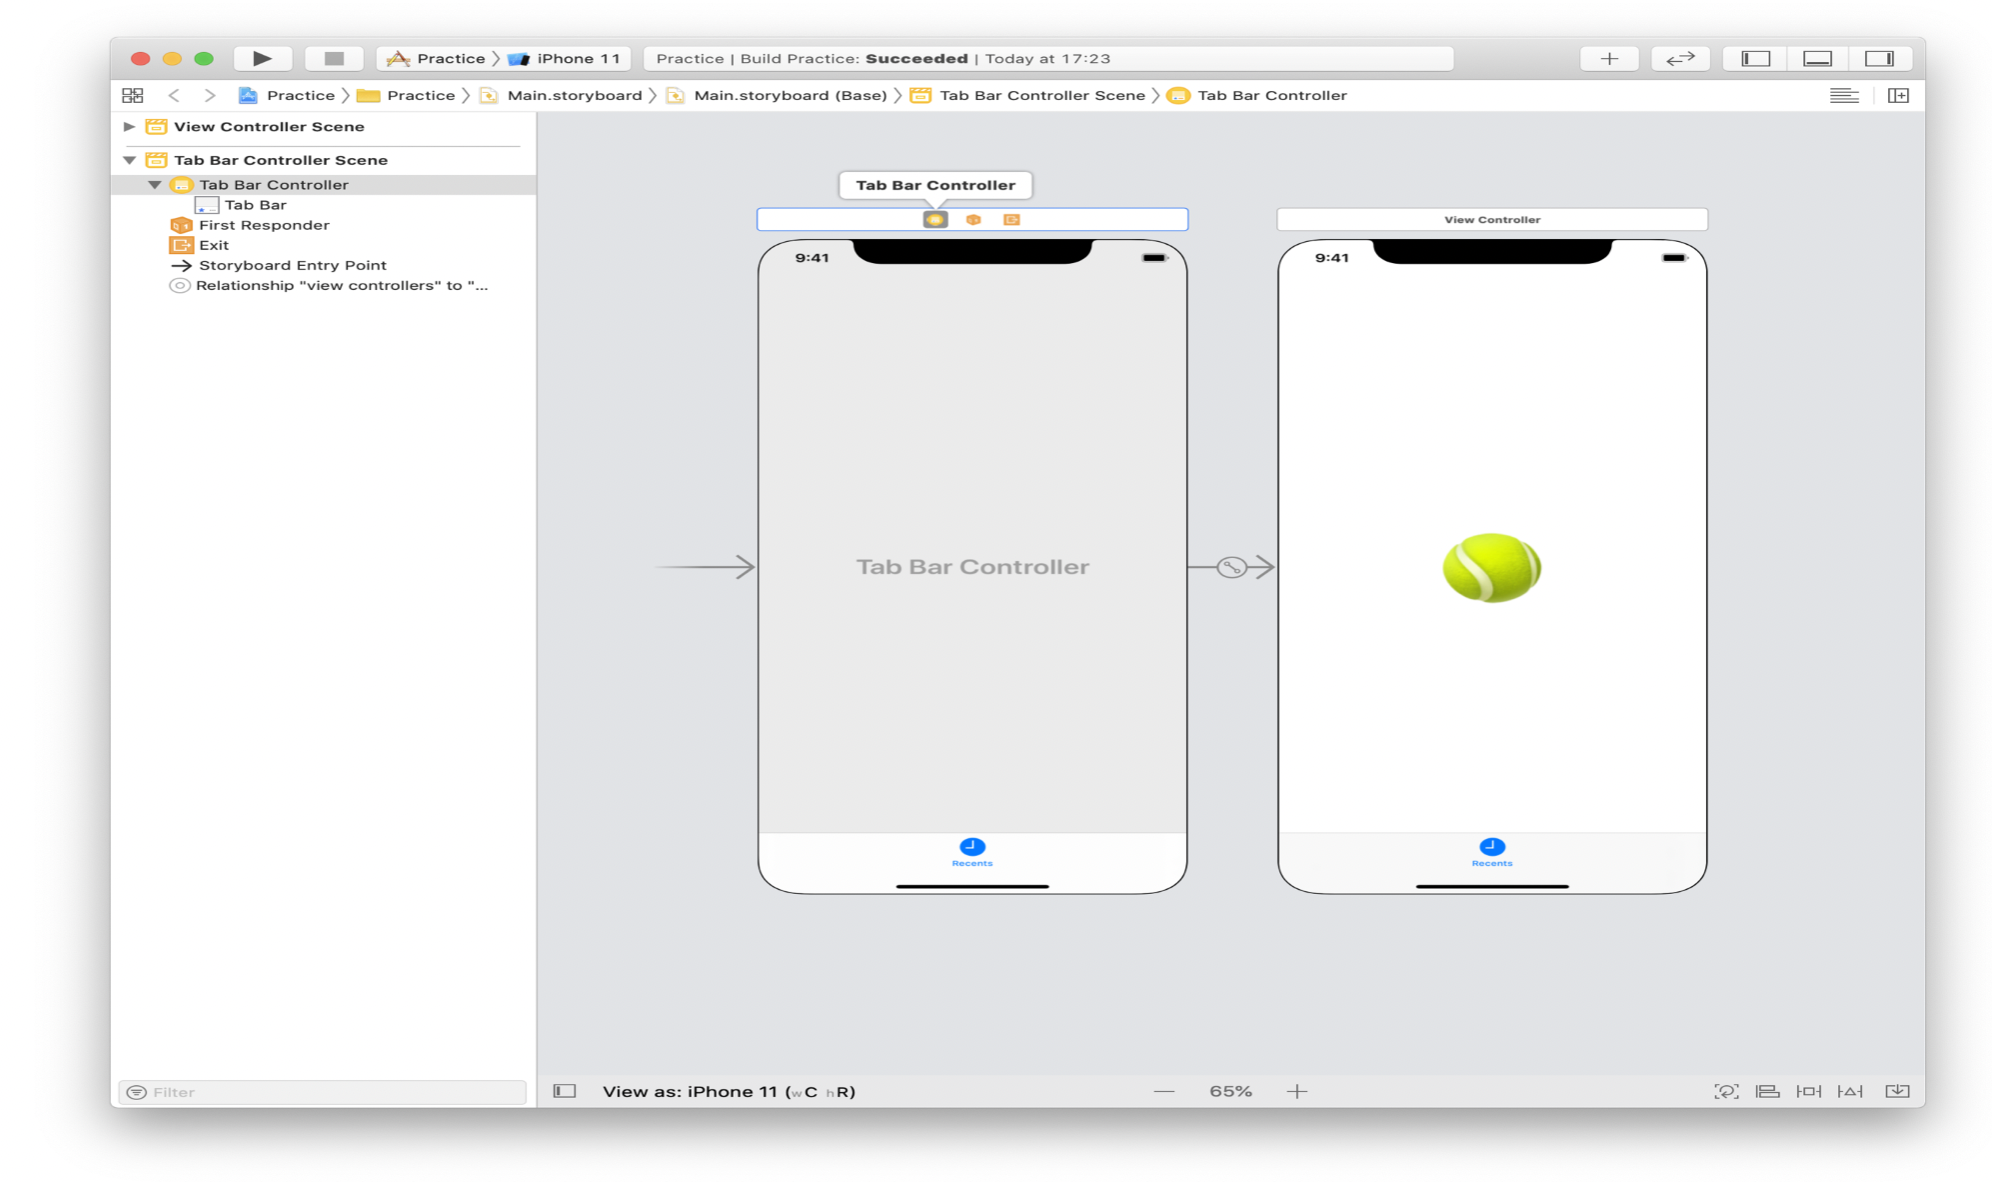 Practice 〉 iPhone 11
Practice | Build Practice: Succeeded | Today at 17:23
Practice 〉 Practice 〉 Main.storyboard 〉 Main.storyboard (Base) 〉 Tab Bar Controller Scene 〉 Tab Bar Controller
View Controller Scene
Tab Bar Controller Scene
Tab Bar Controller
Tab Bar
First Responder
Exit
Storyboard Entry Point
Relationship "view controllers" to "...
Tab Bar Controller
View Controller
9:41
9:41
Tab Bar Controller
Recents
Recents
Filter
View as: iPhone 11 (wC hR)
65%